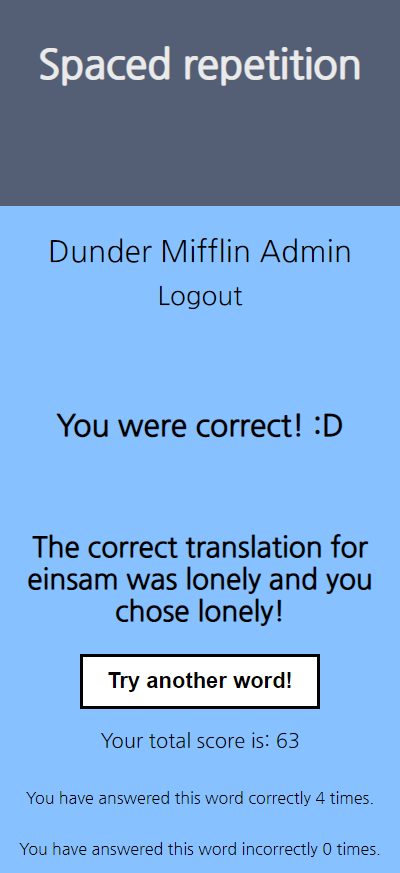 Spaced repetition
Dunder Mifflin Admin
Logout
You were correct! :D
The correct translation for
einsam was lonely and you
chose lonely!
Try another word!
Your total score is: 63
You have answered this word correctly 4 times.
You have answered this word incorrectly 0 times.